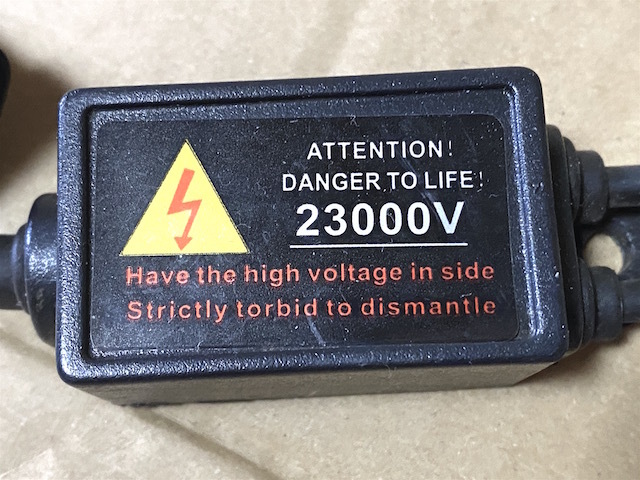 ATTENTION!
DANGER TO LIFE!
23000V
Have the high voltage in side
Strictly torbid to dismantle